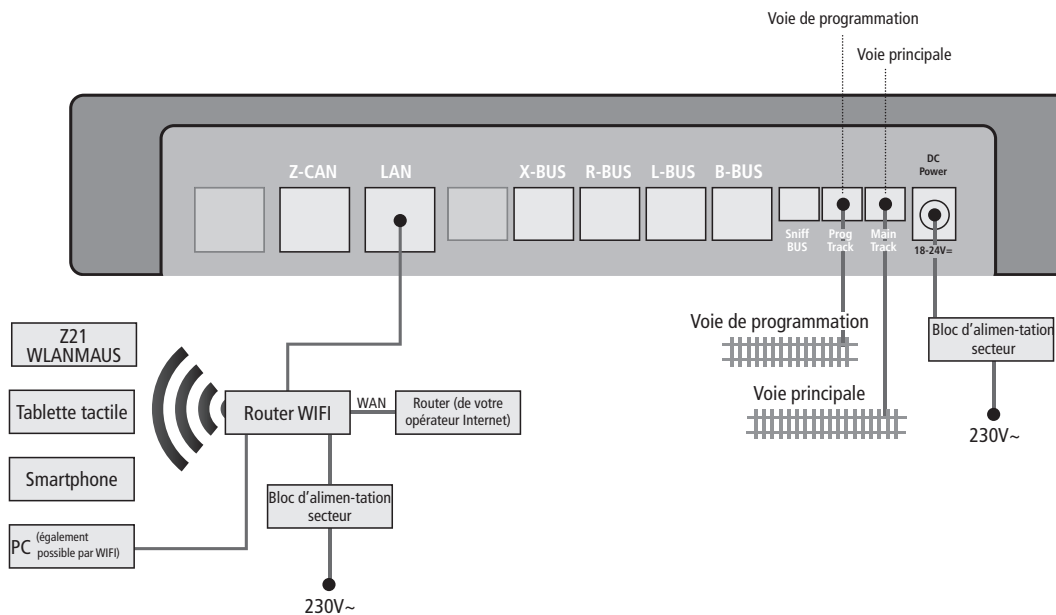 Voie de programmation
Voie principale
Z-CAN
LAN
X-BUS
R-BUS
L-BUS
B-BUS
DC
Power
Sniff
BUS
Prog
Track
Main
Track
18-24V=
Z21
WLANMAUS
Tablette tactile
Smartphone
PC (également
possible par WIFI)
Router WIFI
WAN
Router (de votre
opérateur Internet)
Bloc d'alimen-tation
secteur
230V~
Voie de programmation
Voie principale
Bloc d'alimen-tation
secteur
230V~